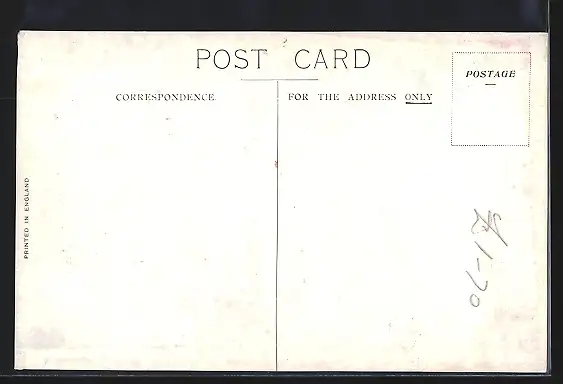 POST CARD
POSTAGE
CORRESPONDENCE.
FOR THE ADDRESS ONLY
PRINTED IN ENGLAND